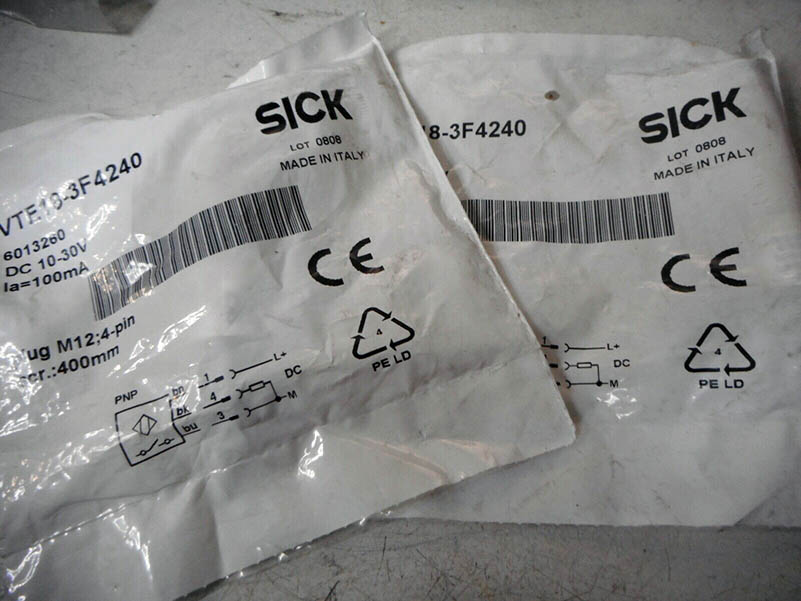 SICK
LOT 0808
MADE IN ITALY
VTE18-3F4240
6013260
DC 10-30V
Ia=100mA
CE
M12;4-pin
scr.:400mm
4
PE LD
PNP
bn 1 L+
bk 4 DC
bu 3 M
SICK
LOT 0808
MADE IN ITALY
18-3F4240
CE
1 L+
DC
M
4
PE LD